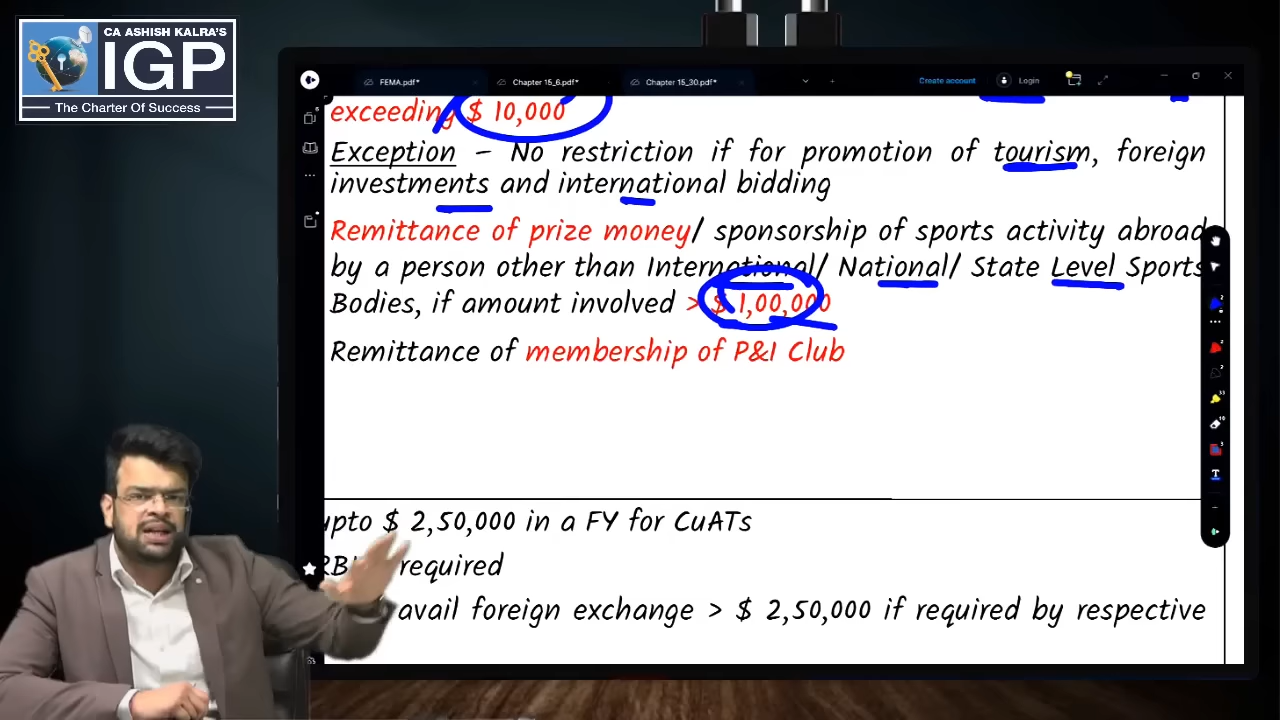 CA ASHISH KALRA'S
IGP
The Charter Of Success
FEMA.pdf*
Chapter 15_6.pdf*
Chapter 15_30.pdf*
Create account
Login
exceeding $ 10,000
Exception – No restriction if for promotion of tourism, foreign
investments and international bidding
Remittance of prize money/ sponsorship of sports activity abroad
by a person other than International/ National/ State Level Sports
Bodies, if amount involved > $ 1,00,000
Remittance of membership of P&I Club
upto $ 2,50,000 in a FY for CuATs
required
avail foreign exchange > $ 2,50,000 if required by respective